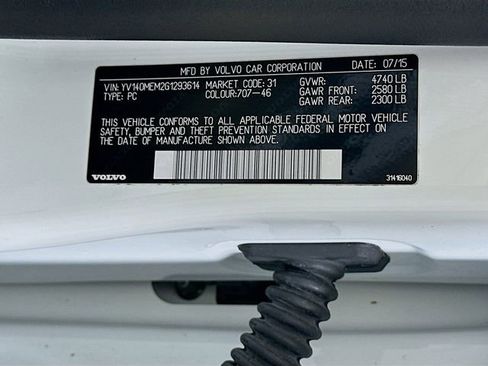 MFD BY VOLVO CAR CORPORATION DATE: 07/15
VIN: YV140MEM2G1293614 MARKET CODE: 31 GVWR: 4740 LB
TYPE: PC COLOUR:707-46 GAWR FRONT: 2580 LB
GAWR REAR: 2300 LB
THIS VEHICLE CONFORMS TO ALL APPLICABLE FEDERAL MOTOR VEHICLE
SAFETY, BUMPER AND THEFT PREVENTION STANDARDS IN EFFECT ON
THE DATE OF MANUFACTURE SHOWN ABOVE.
VOLVO 31416040